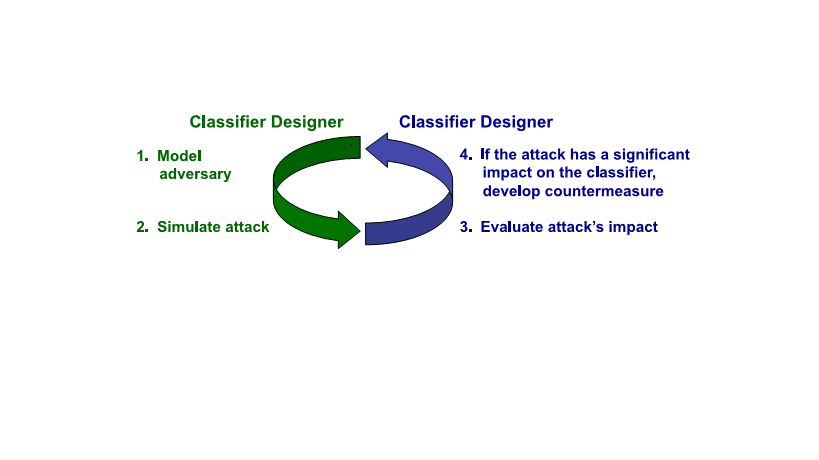 Classifier Designer
1. Model
adversary
2. Simulate attack
Classifier Designer
4. If the attack has a significant
impact on the classifier,
develop countermeasure
3. Evaluate attack’s impact